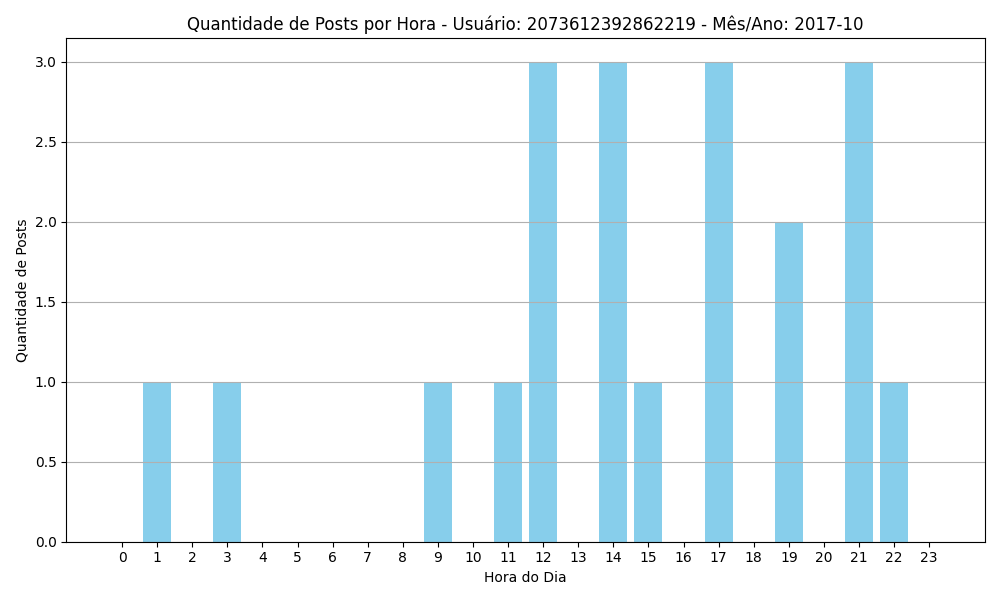 Quantidade de Posts por Hora - Usuário: 2073612392862219 - Mês/Ano: 2017-10
Quantidade de Posts
3.0
2.5
2.0
1.5
1.0
0.5
0.0
0 1 2 3 4 5 6 7 8 9 10 11 12 13 14 15 16 17 18 19 20 21 22 23
Hora do Dia